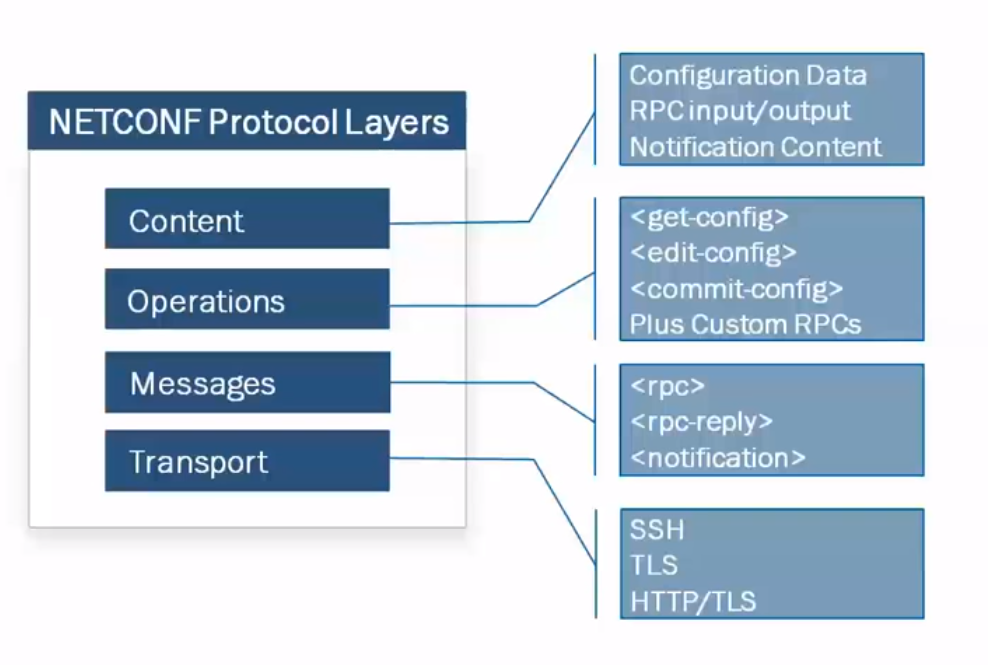 NETCONF Protocol Layers
Content
Operations
Messages
Transport
Configuration Data
RPC input/output
Notification Content
<get-config>
<edit-config>
<commit-config>
Plus Custom RPCs
<rpc>
<rpc-reply>
<notification>
SSH
TLS
HTTP/TLS